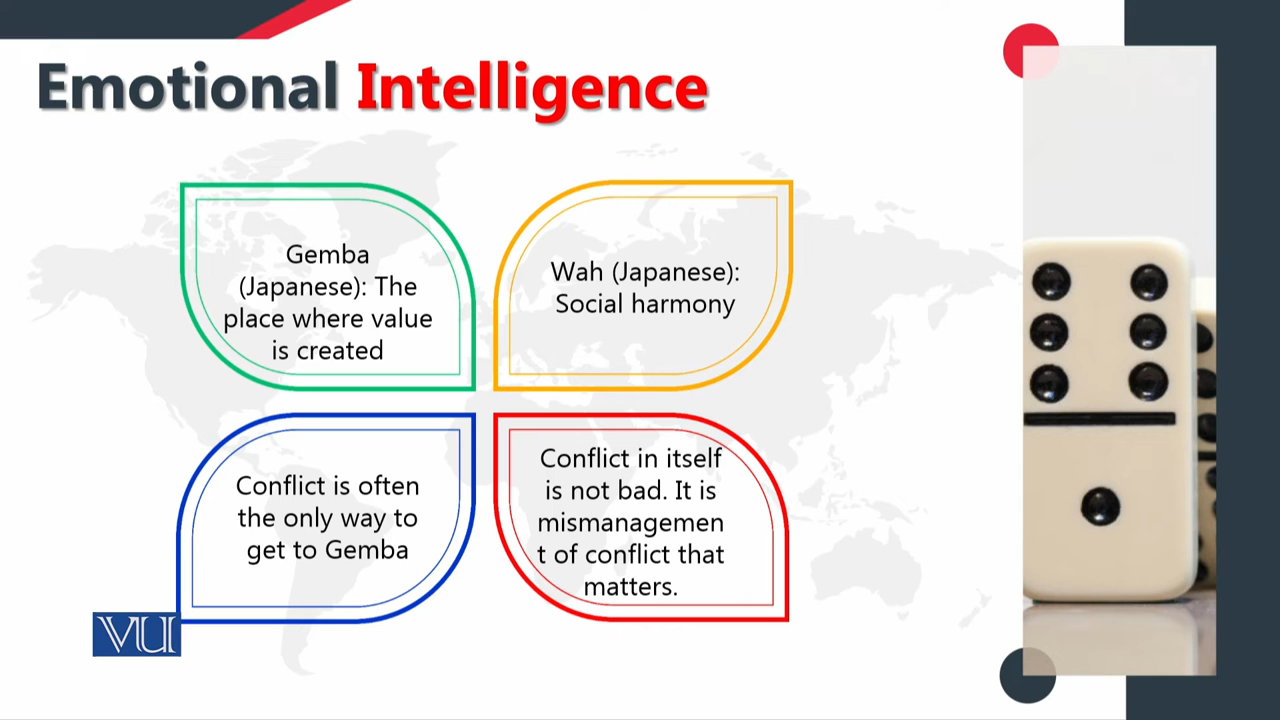 Emotional Intelligence
Gemba
(Japanese): The
place where value
is created
Wah (Japanese):
Social harmony
Conflict is often
the only way to
get to Gemba
Conflict in itself
is not bad. It is
mismanagemen
t of conflict that
matters.
VU